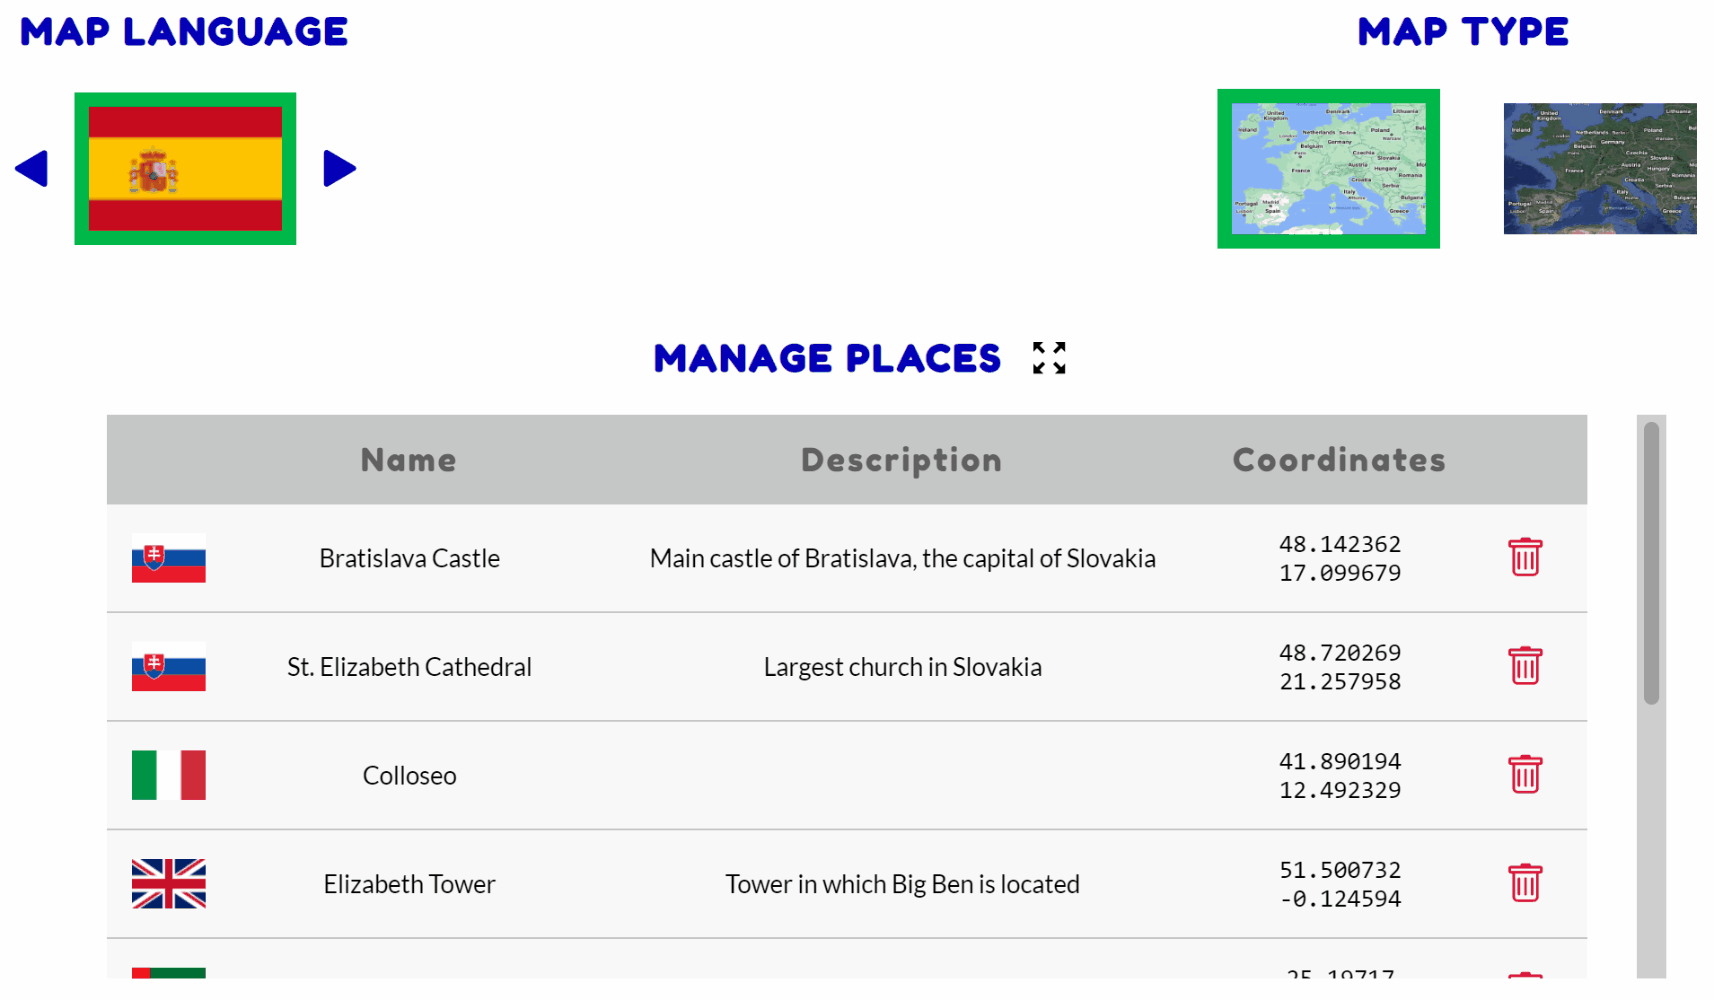 MAP LANGUAGE
MAP TYPE
MANAGE PLACES
Name Description Coordinates
Bratislava Castle Main castle of Bratislava, the capital of Slovakia 48.142362
17.099679
St. Elizabeth Cathedral Largest church in Slovakia 48.720269
21.257958
Colloseo 41.890194
12.492329
Elizabeth Tower Tower in which Big Ben is located 51.500732
-0.124594
25.19717